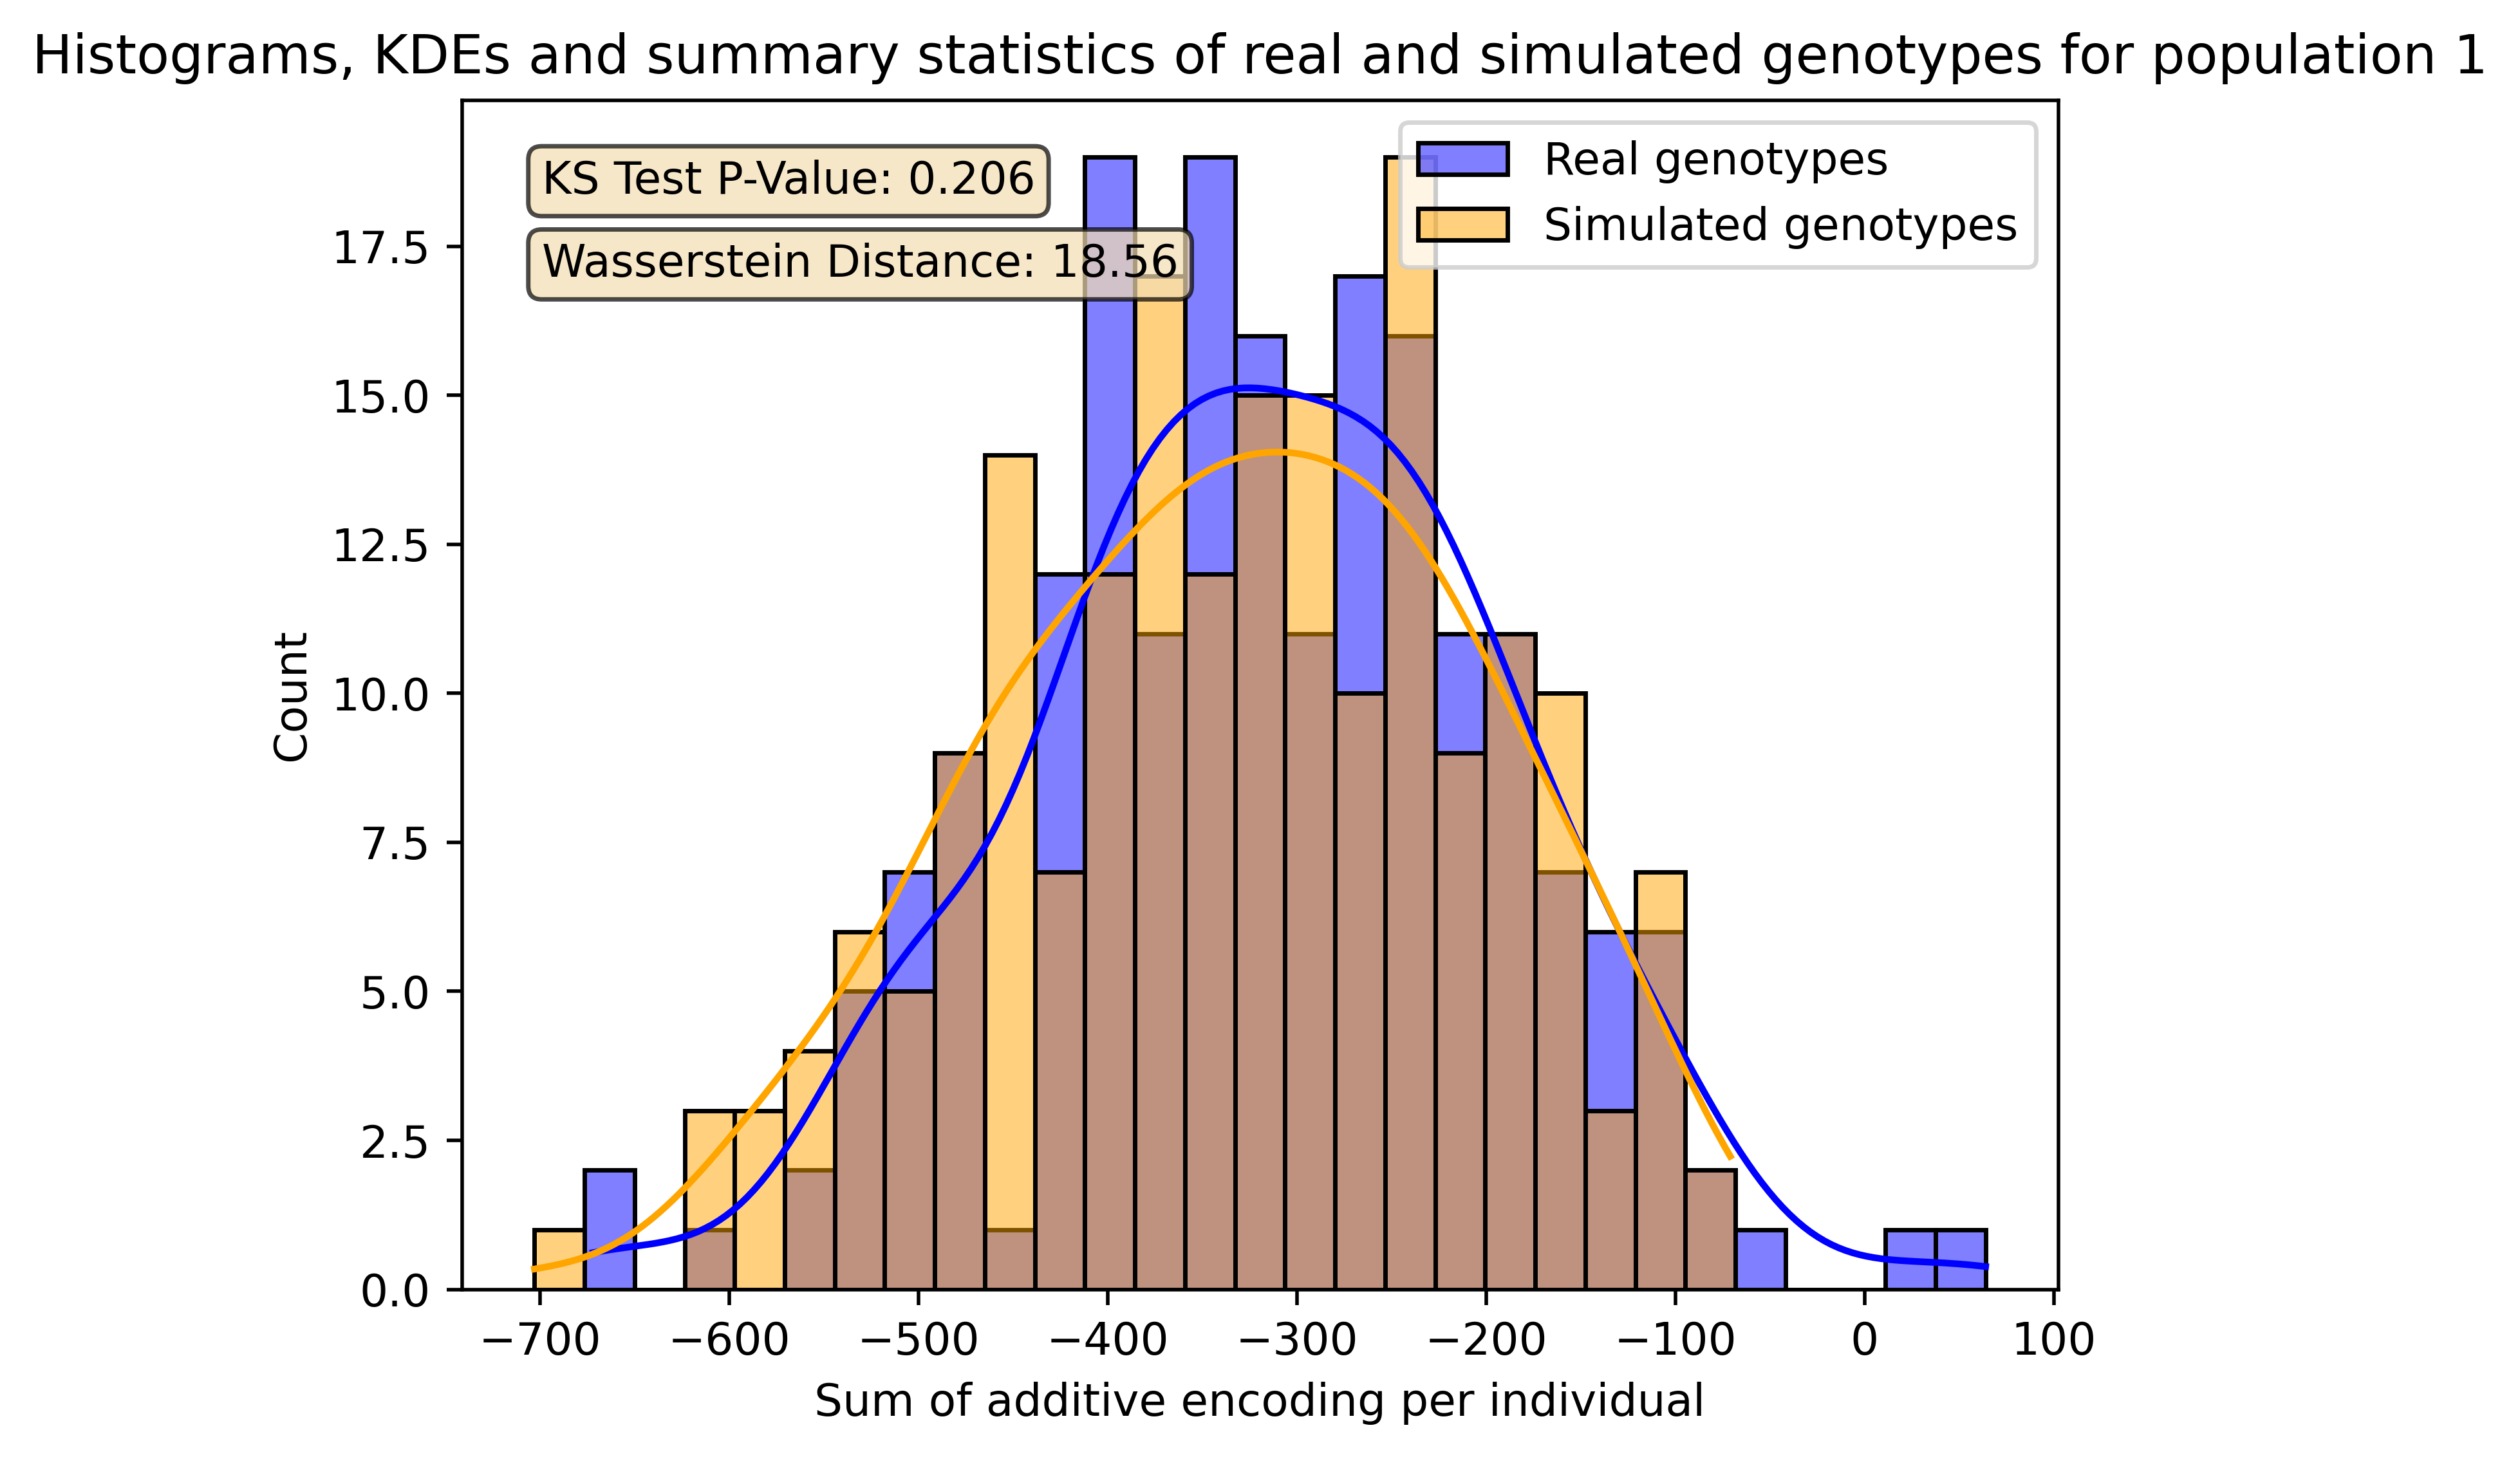 Histograms, KDEs and summary statistics of real and simulated genotypes for population 1
KS Test P-Value: 0.206
Wasserstein Distance: 18.56
Real genotypes
Simulated genotypes
17.5
15.0
12.5
10.0
7.5
5.0
2.5
0.0
Count
−700 −600 −500 −400 −300 −200 −100 0 100
Sum of additive encoding per individual